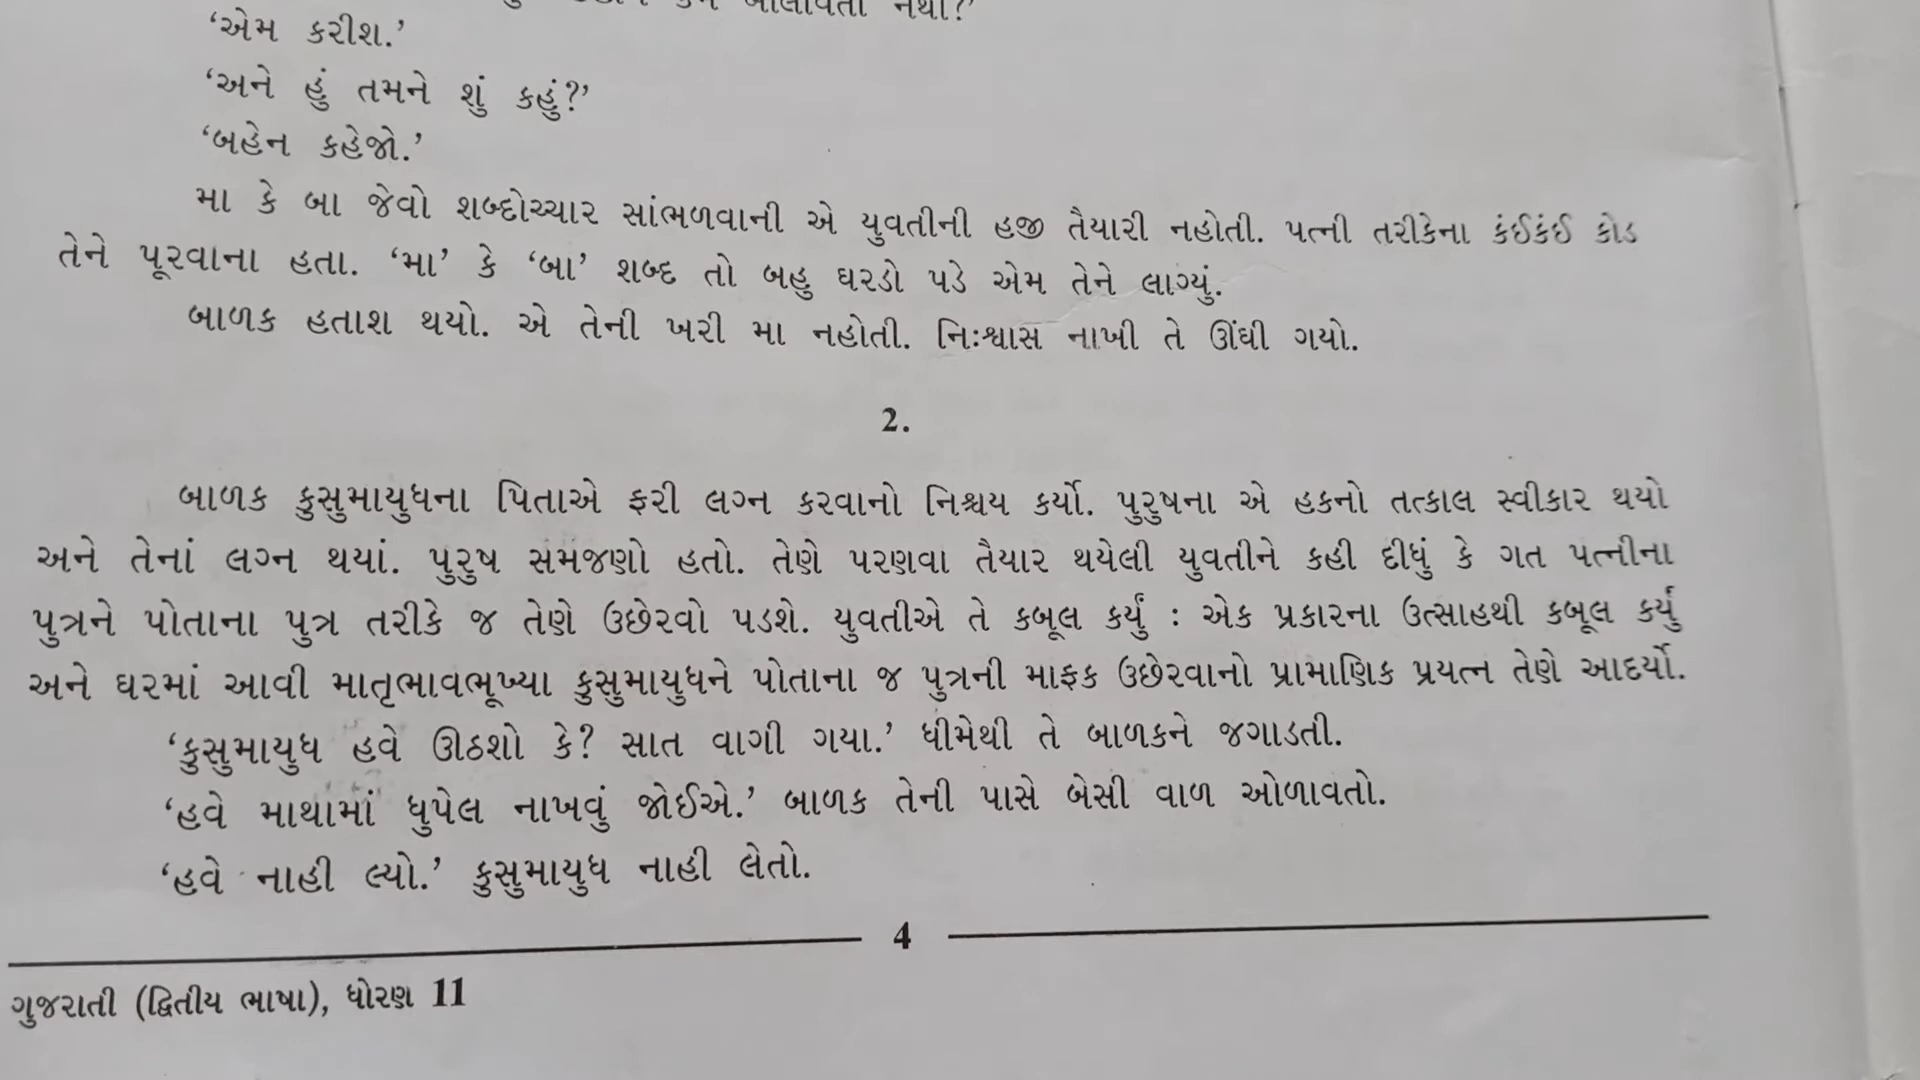 નથી?'
'એમ કરીશ.'
'અને હું તમને શું કહું?'
'બહેન કહેજો.'
મા કે બા જેવો શબ્દોચ્ચાર સાંભળવાની એ યુવતીની હજી તૈયારી નહોતી. પત્ની તરીકેના કંઈકંઈ કોડ
તેને પૂરવાના હતા. 'મા' કે 'બા' શબ્દ તો બહુ ઘરડો પડે એમ તેને લાગ્યું.
બાળક હતાશ થયો. એ તેની ખરી મા નહોતી. નિઃશ્વાસ નાખી તે ઊંઘી ગયો.
2.
બાળક કુસુમાયુધના પિતાએ ફરી લગ્ન કરવાનો નિશ્ચય કર્યો. પુરુષના એ હકનો તત્કાલ સ્વીકાર થયો
અને તેનાં લગ્ન થયાં. પુરુષ સમજણો હતો. તેણે પરણવા તૈયાર થયેલી યુવતીને કહી દીધું કે ગત પત્નીના
પુત્રને પોતાના પુત્ર તરીકે જ તેણે ઉછેરવો પડશે. યુવતીએ તે કબૂલ કર્યું : એક પ્રકારના ઉત્સાહથી કબૂલ કર્યું
અને ઘરમાં આવી માતૃભાવભૂખ્યા કુસુમાયુધને પોતાના જ પુત્રની માફક ઉછેરવાનો પ્રામાણિક પ્રયત્ન તેણે આદર્યો.
'કુસુમાયુધ હવે ઊઠશો કે? સાત વાગી ગયા.' ધીમેથી તે બાળકને જગાડતી.
'હવે માથામાં ધુપેલ નાખવું જોઈએ.' બાળક તેની પાસે બેસી વાળ ઓળાવતો.
'હવે નાહી લ્યો.' કુસુમાયુધ નાહી લેતો.
4
ગુજરાતી (દ્વિતીય ભાષા), ધોરણ 11